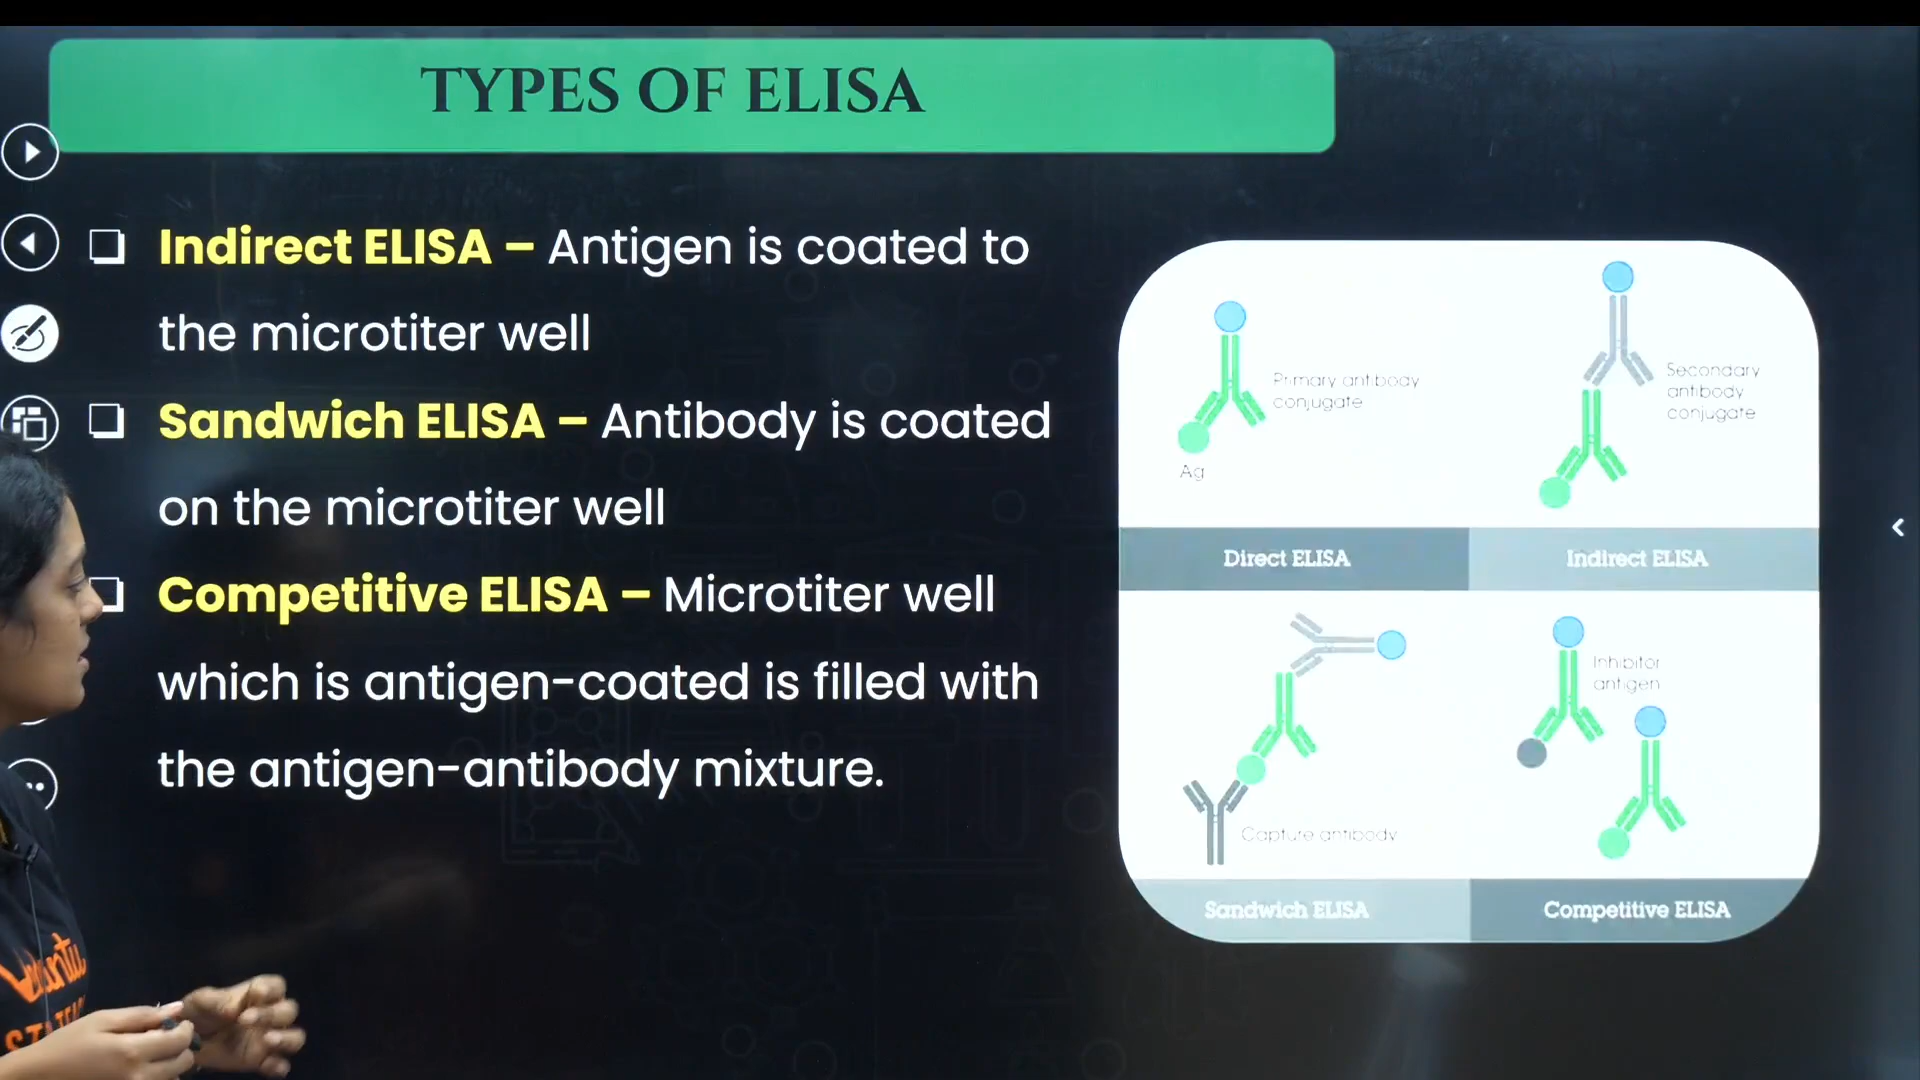 TYPES OF ELISA
❏ Indirect ELISA – Antigen is coated to
the microtiter well
❏ Sandwich ELISA – Antibody is coated
on the microtiter well
❏ Competitive ELISA – Microtiter well
which is antigen-coated is filled with
the antigen-antibody mixture.
Primary antibody
conjugate
Ag
Secondary
antibody
conjugate
Direct ELISA
Indirect ELISA
Capture antibody
Inhibitor
antigen
Sandwich ELISA
Competitive ELISA